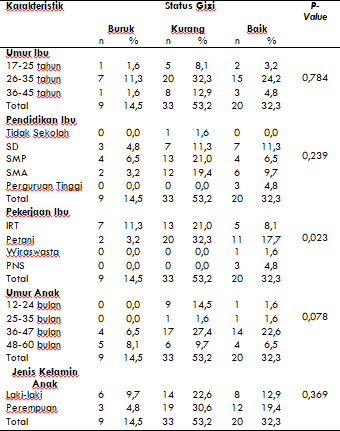 Karakteristik Status Gizi P-Value
Buruk Kurang Baik
n % n % n %
Umur Ibu
17-25 tahun 1 1,6 5 8,1 2 3,2
26-35 tahun 7 11,3 20 32,3 15 24,2 0,784
36-45 tahun 1 1,6 8 12,9 3 4,8
Total 9 14,5 33 53,2 20 32,3
Pendidikan Ibu
Tidak Sekolah 0 0,0 1 1,6 0 0,0
SD 3 4,8 7 11,3 7 11,3
SMP 4 6,5 13 21,0 4 6,5 0,239
SMA 2 3,2 12 19,4 6 9,7
Perguruan Tinggi 0 0,0 0 0,0 3 4,8
Total 9 14,5 33 53,2 20 32,3
Pekerjaan Ibu
IRT 7 11,3 13 21,0 5 8,1
Petani 2 3,2 20 32,3 11 17,7 0,023
Wiraswasta 0 0,0 0 0,0 1 1,6
PNS 0 0,0 0 0,0 3 4,8
Total 9 14,5 33 53,2 20 32,3
Umur Anak
12-24 bulan 0 0,0 9 14,5 1 1,6
25-35 bulan 0 0,0 1 1,6 1 1,6 0,078
36-47 bulan 4 6,5 17 27,4 14 22,6
48-60 bulan 5 8,1 6 9,7 4 6,5
Total 9 14,5 33 53,2 20 32,3
Jenis Kelamin
Anak
Laki-laki 6 9,7 14 22,6 8 12,9 0,369
Perempuan 3 4,8 19 30,6 12 19,4
Total 9 14,5 33 53,2 20 32,3